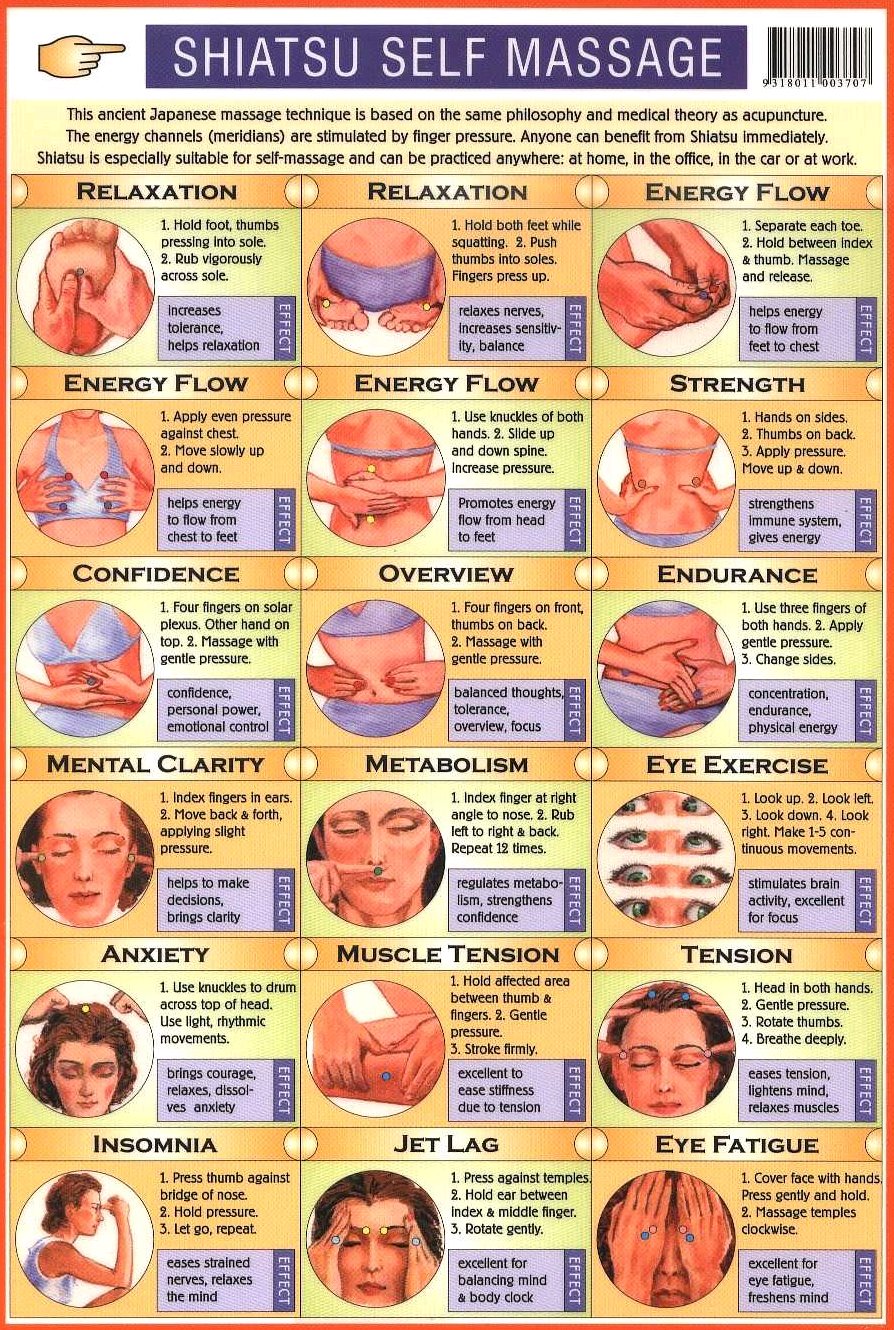 SHIATSU SELF MASSAGE
9 318011 003707
This ancient Japanese massage technique is based on the same philosophy and medical theory as acupuncture.
The energy channels (meridians) are stimulated by finger pressure. Anyone can benefit from Shiatsu immediately.
Shiatsu is especially suitable for self-massage and can be practiced anywhere: at home, in the office, in the car or at work.
RELAXATION
1. Hold foot, thumbs
pressing into sole.
2. Rub vigorously
across sole.
increases
tolerance,
helps relaxation
EFFECT
RELAXATION
1. Hold both feet while
squatting. 2. Push
thumbs into soles.
Fingers press up.
relaxes nerves,
increases sensitiv-
ity, balance
EFFECT
ENERGY FLOW
1. Separate each toe.
2. Hold between index
& thumb. Massage
and release.
helps energy
to flow from
feet to chest
EFFECT
ENERGY FLOW
1. Apply even pressure
against chest.
2. Move slowly up
and down.
helps energy
to flow from
chest to feet
EFFECT
ENERGY FLOW
1. Use knuckles of both
hands. 2. Slide up
and down spine.
Increase pressure.
Promotes energy
flow from head
to feet
EFFECT
STRENGTH
1. Hands on sides.
2. Thumbs on back.
3. Apply pressure.
Move up & down.
strengthens
immune system,
gives energy
EFFECT
CONFIDENCE
1. Four fingers on solar
plexus. Other hand on
top. 2. Massage with
gentle pressure.
confidence,
personal power,
emotional control
EFFECT
OVERVIEW
1. Four fingers on front,
thumbs on back.
2. Massage with
gentle pressure.
balanced thoughts,
tolerance,
overview, focus
EFFECT
ENDURANCE
1. Use three fingers of
both hands. 2. Apply
gentle pressure.
3. Change sides.
concentration,
endurance,
physical energy
EFFECT
MENTAL CLARITY
1. Index fingers in ears.
2. Move back & forth,
applying slight
pressure.
helps to make
decisions,
brings clarity
EFFECT
METABOLISM
1. Index finger at right
angle to nose. 2. Rub
left to right & back.
Repeat 12 times.
regulates metabo-
lism, strengthens
confidence
EFFECT
EYE EXERCISE
1. Look up. 2. Look left.
3. Look down. 4. Look
right. Make 1-5 con-
tinuous movements.
stimulates brain
activity, excellent
for focus
EFFECT
ANXIETY
1. Use knuckles to drum
across top of head.
Use light, rhythmic
movements.
brings courage,
relaxes, dissol-
ves anxiety
EFFECT
MUSCLE TENSION
1. Hold affected area
between thumb &
fingers. 2. Gentle
pressure.
3. Stroke firmly.
excellent to
ease stiffness
due to tension
EFFECT
TENSION
1. Head in both hands.
2. Gentle pressure.
3. Rotate thumbs.
4. Breathe deeply.
eases tension,
lightens mind,
relaxes muscles
EFFECT
INSOMNIA
1. Press thumb against
bridge of nose.
2. Hold pressure.
3. Let go, repeat.
eases strained
nerves, relaxes
the mind
EFFECT
JET LAG
1. Press against temples.
2. Hold ear between
index & middle finger.
3. Rotate gently.
excellent for
balancing mind
& body clock
EFFECT
EYE FATIGUE
1. Cover face with hands.
Press gently and hold.
2. Massage temples
clockwise.
excellent for
eye fatigue,
freshens mind
EFFECT